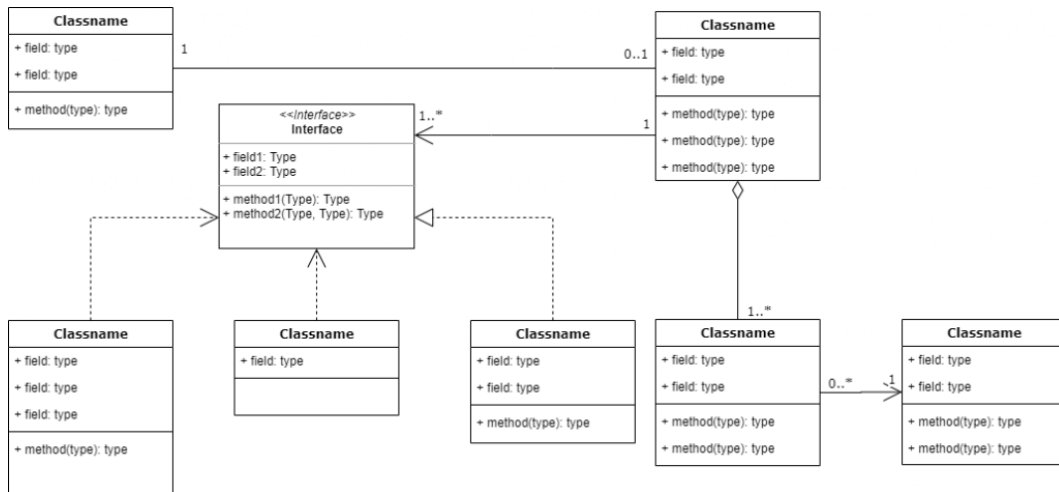 Classname
+ field: type
+ field: type
+ method(type): type
1
0..1
Classname
+ field: type
+ field: type
+ method(type): type
+ method(type): type
+ method(type): type
<<Interface>>
Interface
+ field1: Type
+ field2: Type
+ method1(Type): Type
+ method2(Type, Type): Type
1..*
1
Classname
+ field: type
+ field: type
+ field: type
+ method(type): type
Classname
+ field: type
Classname
+ field: type
+ field: type
+ method(type): type
1..*
Classname
+ field: type
+ field: type
+ method(type): type
+ method(type): type
0..*
1
Classname
+ field: type
+ field: type
+ method(type): type
+ method(type): type